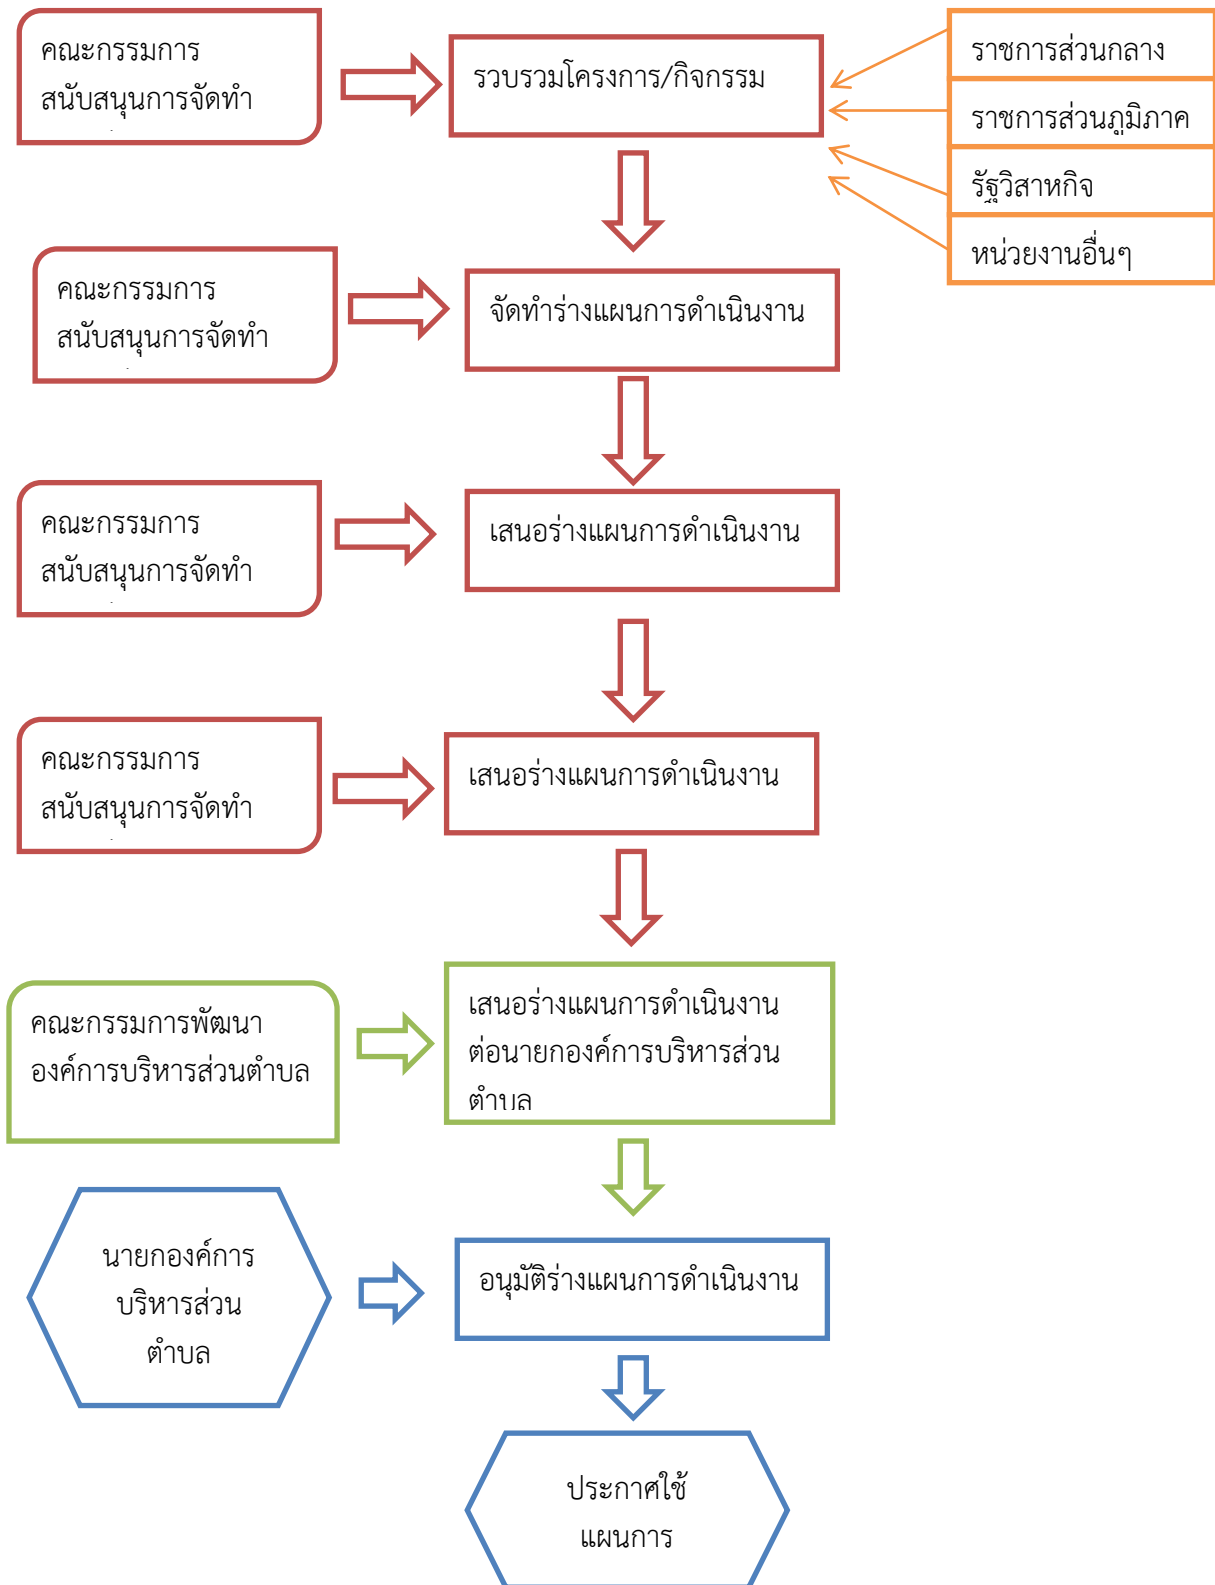 คณะกรรมการ
สนับสนุนการจัดทำ
รวบรวมโครงการ/กิจกรรม
ราชการส่วนกลาง
ราชการส่วนภูมิภาค
รัฐวิสาหกิจ
หน่วยงานอื่นๆ
คณะกรรมการ
สนับสนุนการจัดทำ
จัดทำร่างแผนการดำเนินงาน
คณะกรรมการ
สนับสนุนการจัดทำ
เสนอร่างแผนการดำเนินงาน
คณะกรรมการ
สนับสนุนการจัดทำ
เสนอร่างแผนการดำเนินงาน
คณะกรรมการพัฒนา
องค์การบริหารส่วนตำบล
เสนอร่างแผนการดำเนินงาน
ต่อนายกองค์การบริหารส่วน
ตำบล
นายกองค์การ
บริหารส่วน
ตำบล
อนุมัติร่างแผนการดำเนินงาน
ประกาศใช้
แผนการ